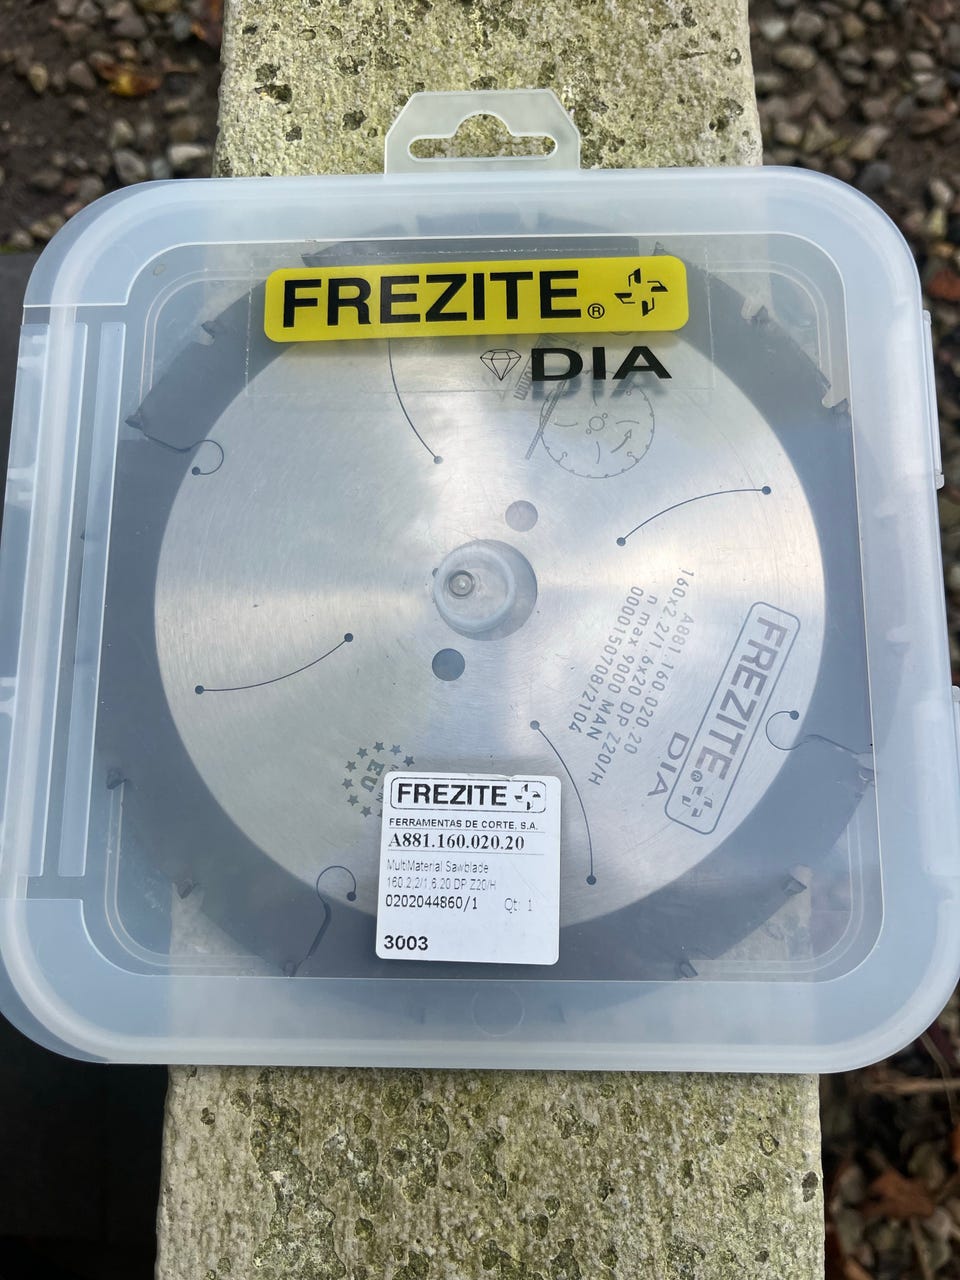 FREZITE®
DIA
FREZITE®
DIA
A881.160.020.20
160x2.2/1.6x20 DP Z20/H
n max 9000 MAN
0000150708/2104
EU
FREZITE
FERRAMENTAS DE CORTE, S.A.
A881.160.020.20
MultiMaterial Sawblade
160.2,2/1,6.20 DP Z20/H
0202044860/1 Qt: 1
3003